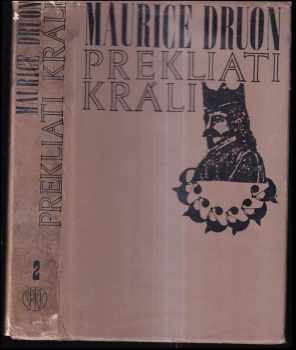 MAURICE DRUON
PREKLIATI
KRÁLI
MAURICE DRUON
PREKLIATI KRÁLI
2